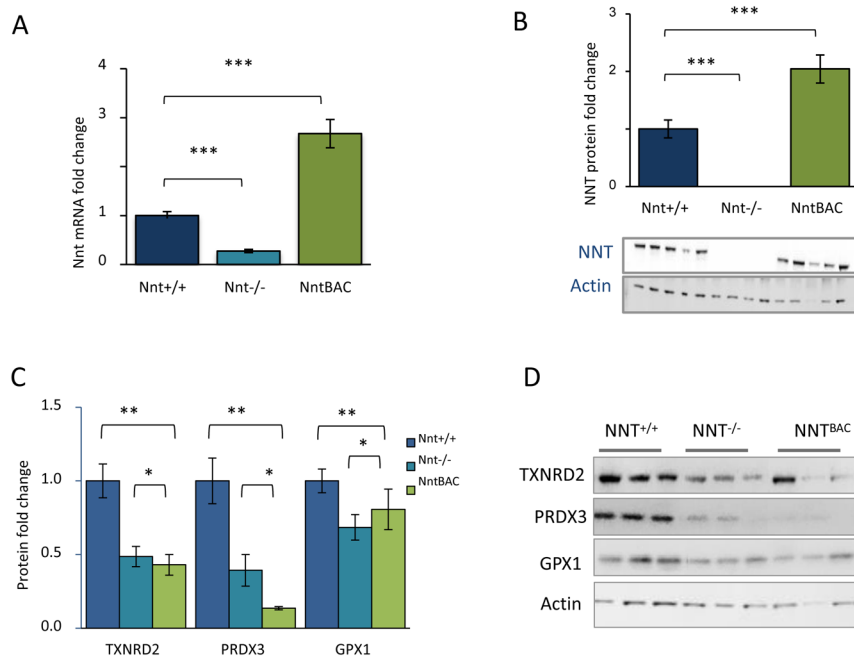 A
4
3
1
0
Nnt mRNA fold change
***
***
Nnt+/+ Nnt-/- NntBAC
B
3
2
1
0
NNT protein fold change
***
***
Nnt+/+ Nnt-/- NntBAC
NNT
Actin
C
1.5
1.0
0.5
0.0
Protein fold change
** ** **
* * *
Nnt+/+
Nnt-/-
NntBAC
TXNRD2 PRDX3 GPX1
D
NNT+/+ NNT-/- NNTBAC
TXNRD2
PRDX3
GPX1
Actin